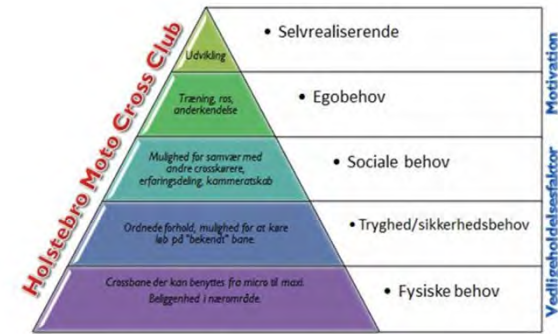 Holstebro Moto Cross Club
Udvikling
• Selvrealiserende
Træning, ros,
anderkendelse
• Egobehov
Mulighed for samvær med
andre crosskørere,
erfaringsdeling, kammeratskab
• Sociale behov
Ordnede forhold, mulighed for at køre
løb på "bekendt" bane.
• Tryghed/sikkerhedsbehov
Crossbane der kan benyttes fra micro til maxi.
Beliggenhed i nærområde.
• Fysiske behov
Motivation
Vedligeholdelsesfaktor